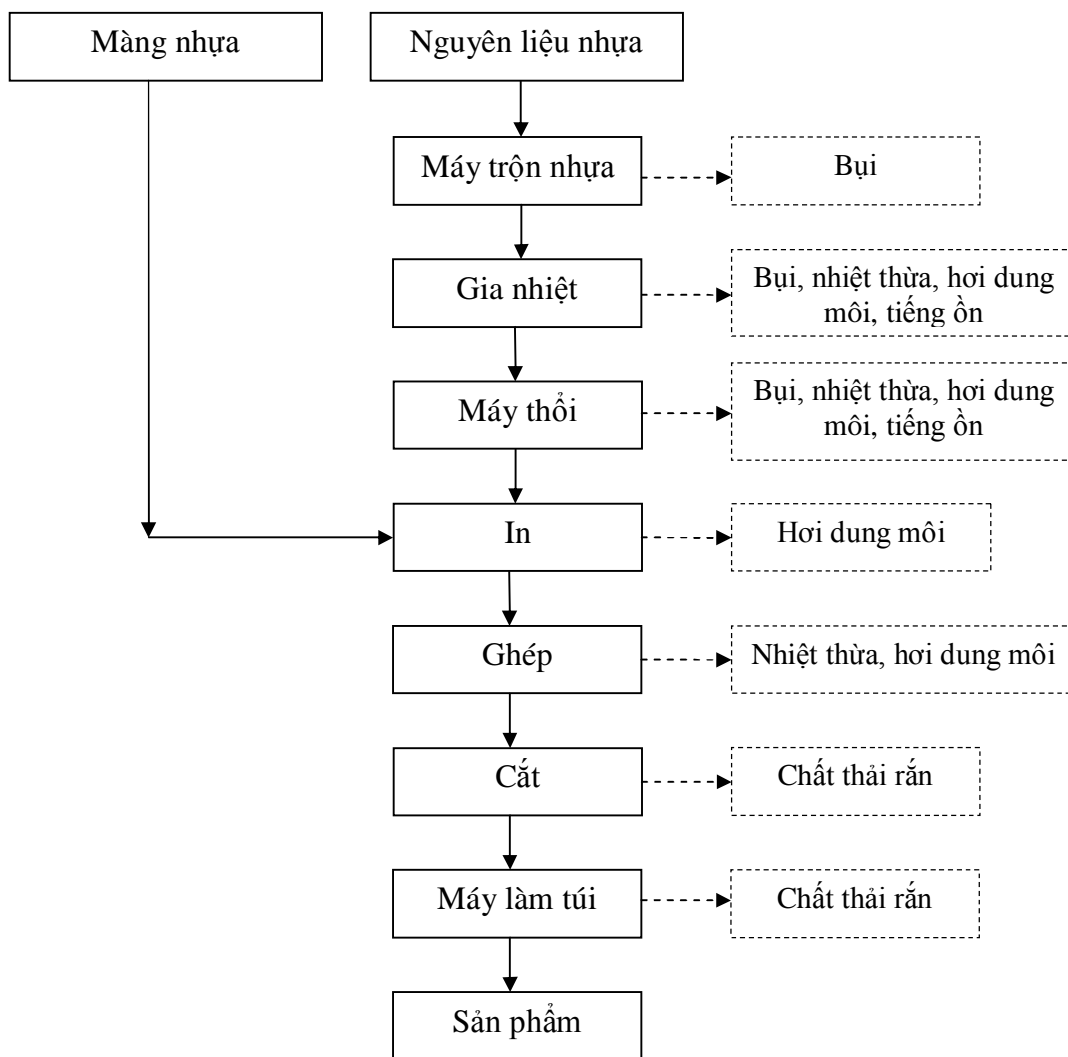 Màng nhựa
Nguyên liệu nhựa
Máy trộn nhựa
Bụi
Gia nhiệt
Bụi, nhiệt thừa, hơi dung
môi, tiếng ồn
Máy thổi
Bụi, nhiệt thừa, hơi dung
môi, tiếng ồn
In
Hơi dung môi
Ghép
Nhiệt thừa, hơi dung môi
Cắt
Chất thải rắn
Máy làm túi
Chất thải rắn
Sản phẩm